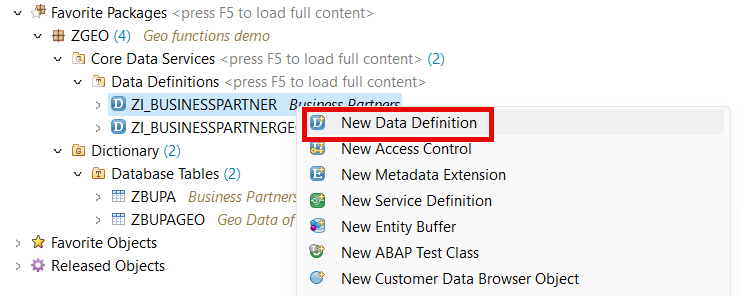 Favorite Packages <press F5 to load full content>
ZGEO (4) Geo functions demo
Core Data Services <press F5 to load full content> (2)
Data Definitions <press F5 to load full content>
ZI_BUSINESSPARTNER Business Partners
ZI_BUSINESSPARTNERGE
Dictionary (2)
Database Tables (2)
ZBUPA Business Partners
ZBUPAGEO Geo Data of
Favorite Objects
Released Objects
New Data Definition
New Access Control
New Metadata Extension
New Service Definition
New Entity Buffer
New ABAP Test Class
New Customer Data Browser Object